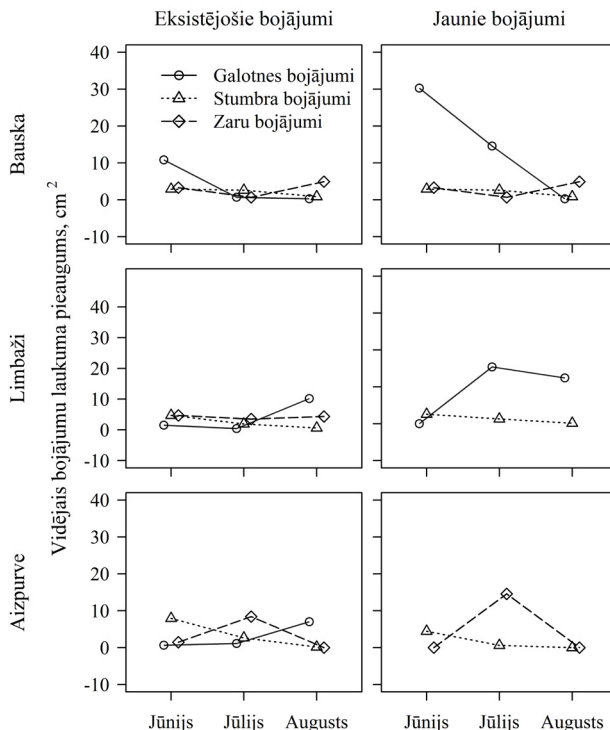 Eksistējošie bojājumi
Jaunie bojājumi
Vidējais bojājumu laukuma pieaugums, cm 2
Bauska
40
30
20
10
0
-10
Galotnes bojājumi
Stumbra bojājumi
Zaru bojājumi
Limbaži
40
30
20
10
0
-10
Aizpurve
40
30
20
10
0
-10
Jūnijs Jūlijs Augusts
Jūnijs Jūlijs Augusts